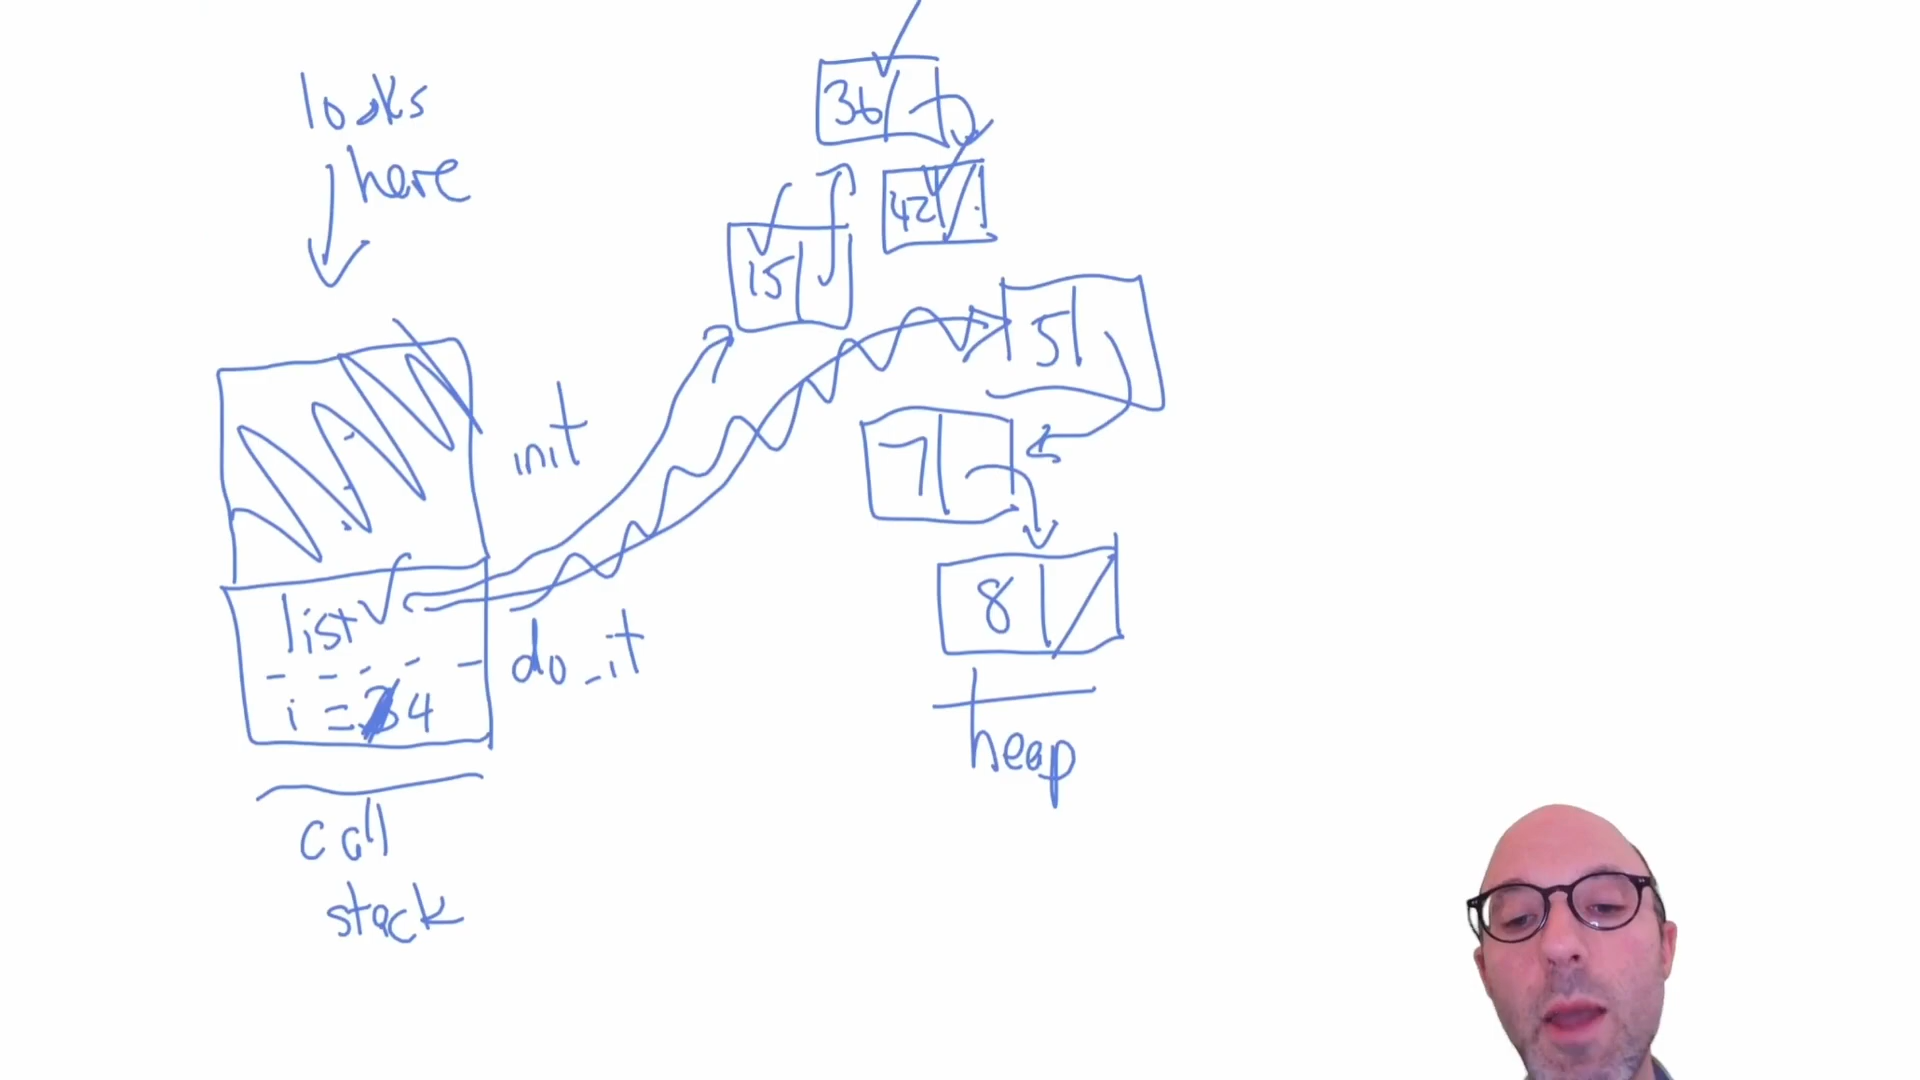 looks
here
36
42
15
5
7
8
heap
init
list
do_it
i = 4
call
stack